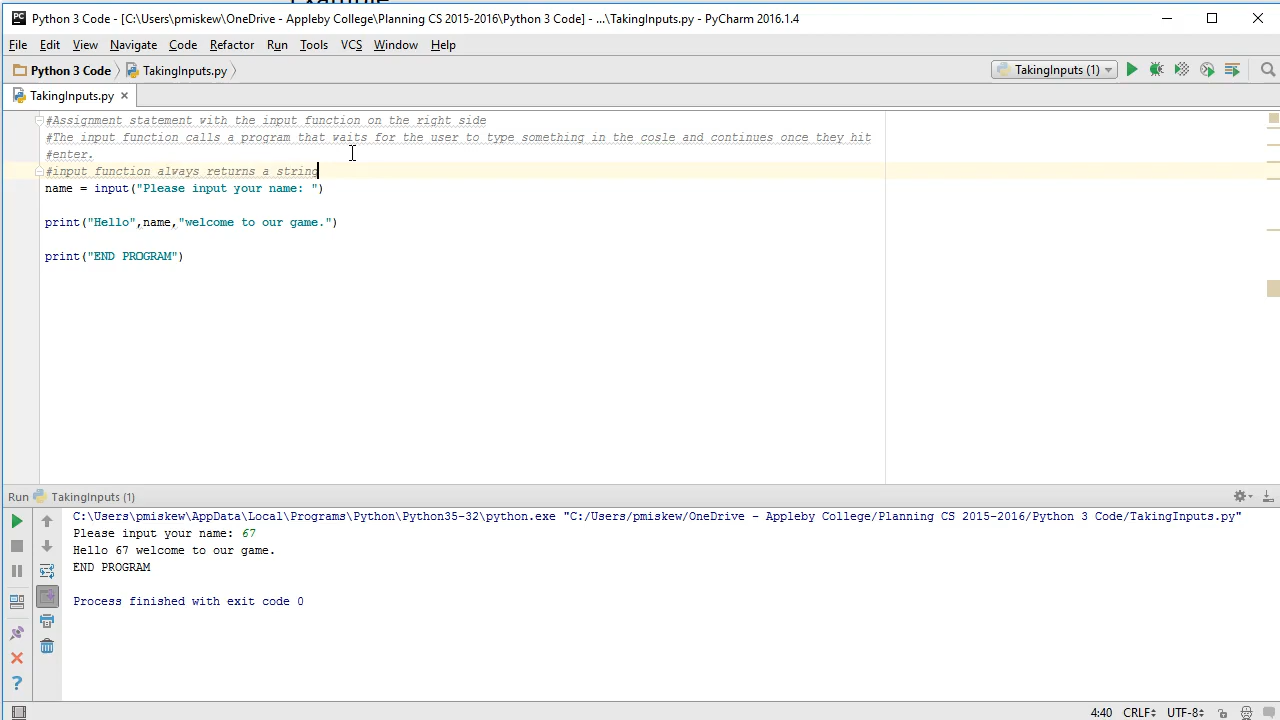 Example
Python 3 Code - [C:\Users\pmiskew\OneDrive - Appleby College\Planning CS 2015-2016\Python 3 Code] - ...\TakingInputs.py - PyCharm 2016.1.4
File Edit View Navigate Code Refactor Run Tools VCS Window Help
Python 3 Code TakingInputs.py TakingInputs (1)
TakingInputs.py
#Assignment statement with the input function on the right side
#The input function calls a program that waits for the user to type something in the cosle and continues once they hit
#enter.
#input function always returns a string
name = input("Please input your name: ")
print("Hello",name,"welcome to our game.")
print("END PROGRAM")
Run TakingInputs (1)
C:\Users\pmiskew\AppData\Local\Programs\Python\Python35-32\python.exe "C:/Users/pmiskew/OneDrive - Appleby College/Planning CS 2015-2016/Python 3 Code/TakingInputs.py"
Please input your name: 67
Hello 67 welcome to our game.
END PROGRAM
Process finished with exit code 0
4:40 CRLF UTF-8